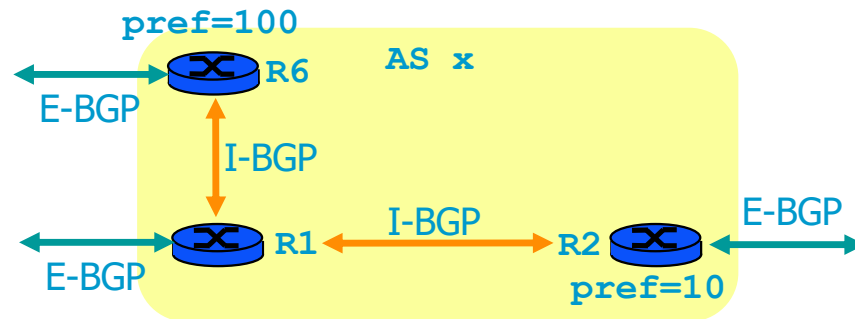 pref=100
AS x
R6
E-BGP
I-BGP
I-BGP
E-BGP
R1
R2
E-BGP
pref=10